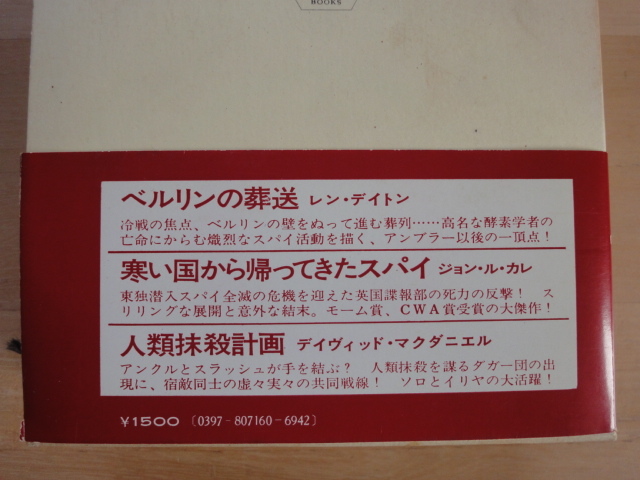 BOOKS
ベルリンの葬送 レン・デイトン
冷戦の焦点、ベルリンの壁をぬって進む葬列……高名な酵素学者の
亡命にからむ熾烈なスパイ活動を描く、アンブラー以後の一頂点！
寒い国から帰ってきたスパイ ジョン・ル・カレ
東独潜入スパイ全滅の危機を迎えた英国諜報部の死力の反撃！ ス
リリングな展開と意外な結末。モーム賞、CWA賞受賞の大傑作！
人類抹殺計画 デイヴィッド・マクダニエル
アンクルとスラッシュが手を結ぶ？ 人類抹殺を謀るダガー団の出
現に、宿敵同士の虚々実々の共同戦線！ ソロとイリヤの大活躍！
¥1500 〔0397－807160－6942〕